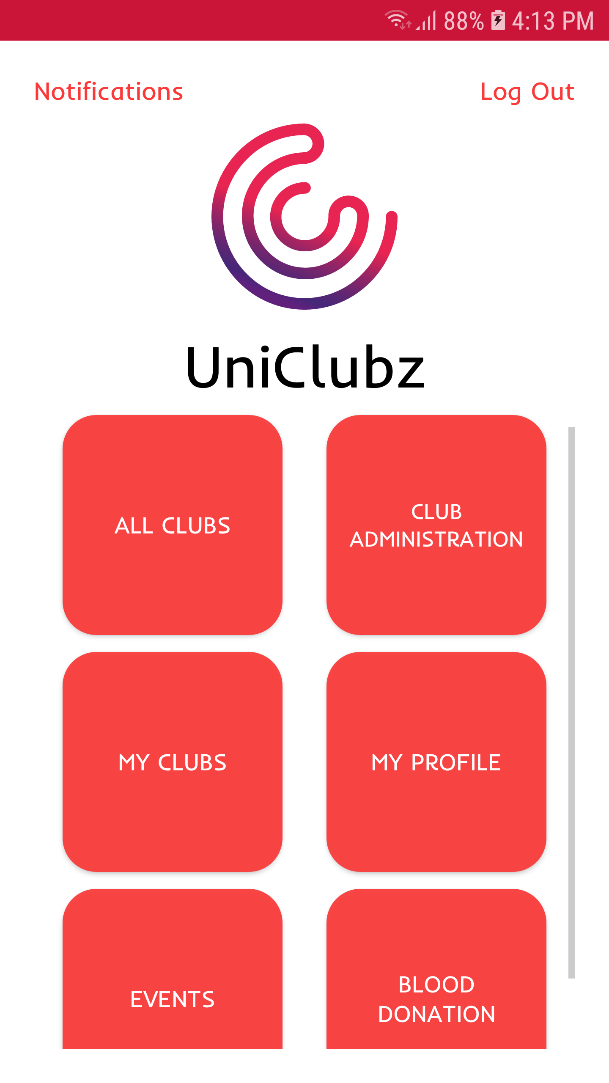 88% 4:13 PM
Notifications Log Out
UniClubz
ALL CLUBS
CLUB
ADMINISTRATION
MY CLUBS
MY PROFILE
EVENTS
BLOOD
DONATION